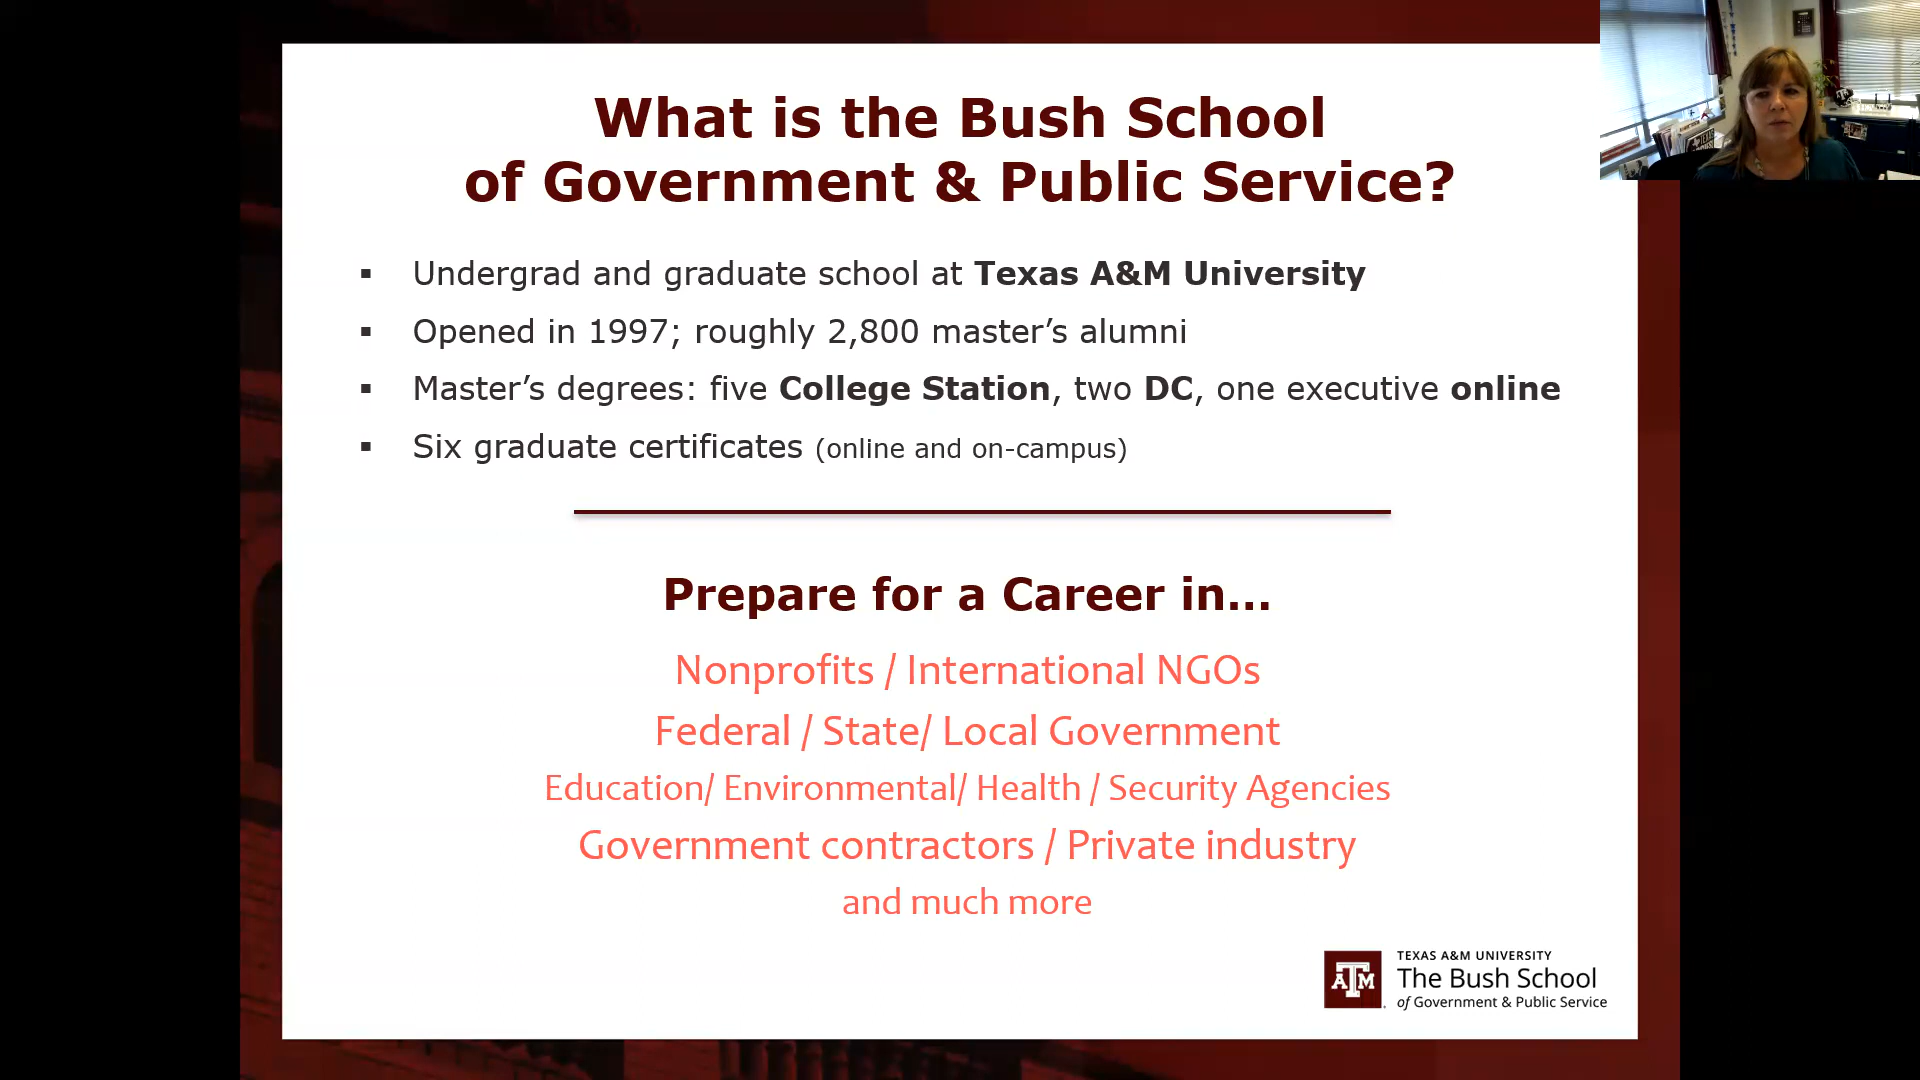 What is the Bush School
of Government & Public Service?
▪ Undergrad and graduate school at Texas A&M University
▪ Opened in 1997; roughly 2,800 master’s alumni
▪ Master’s degrees: five College Station, two DC, one executive online
▪ Six graduate certificates (online and on-campus)
Prepare for a Career in...
Nonprofits / International NGOs
Federal / State/ Local Government
Education/ Environmental/ Health / Security Agencies
Government contractors / Private industry
and much more
ATM
TEXAS A&M UNIVERSITY
The Bush School
of Government & Public Service